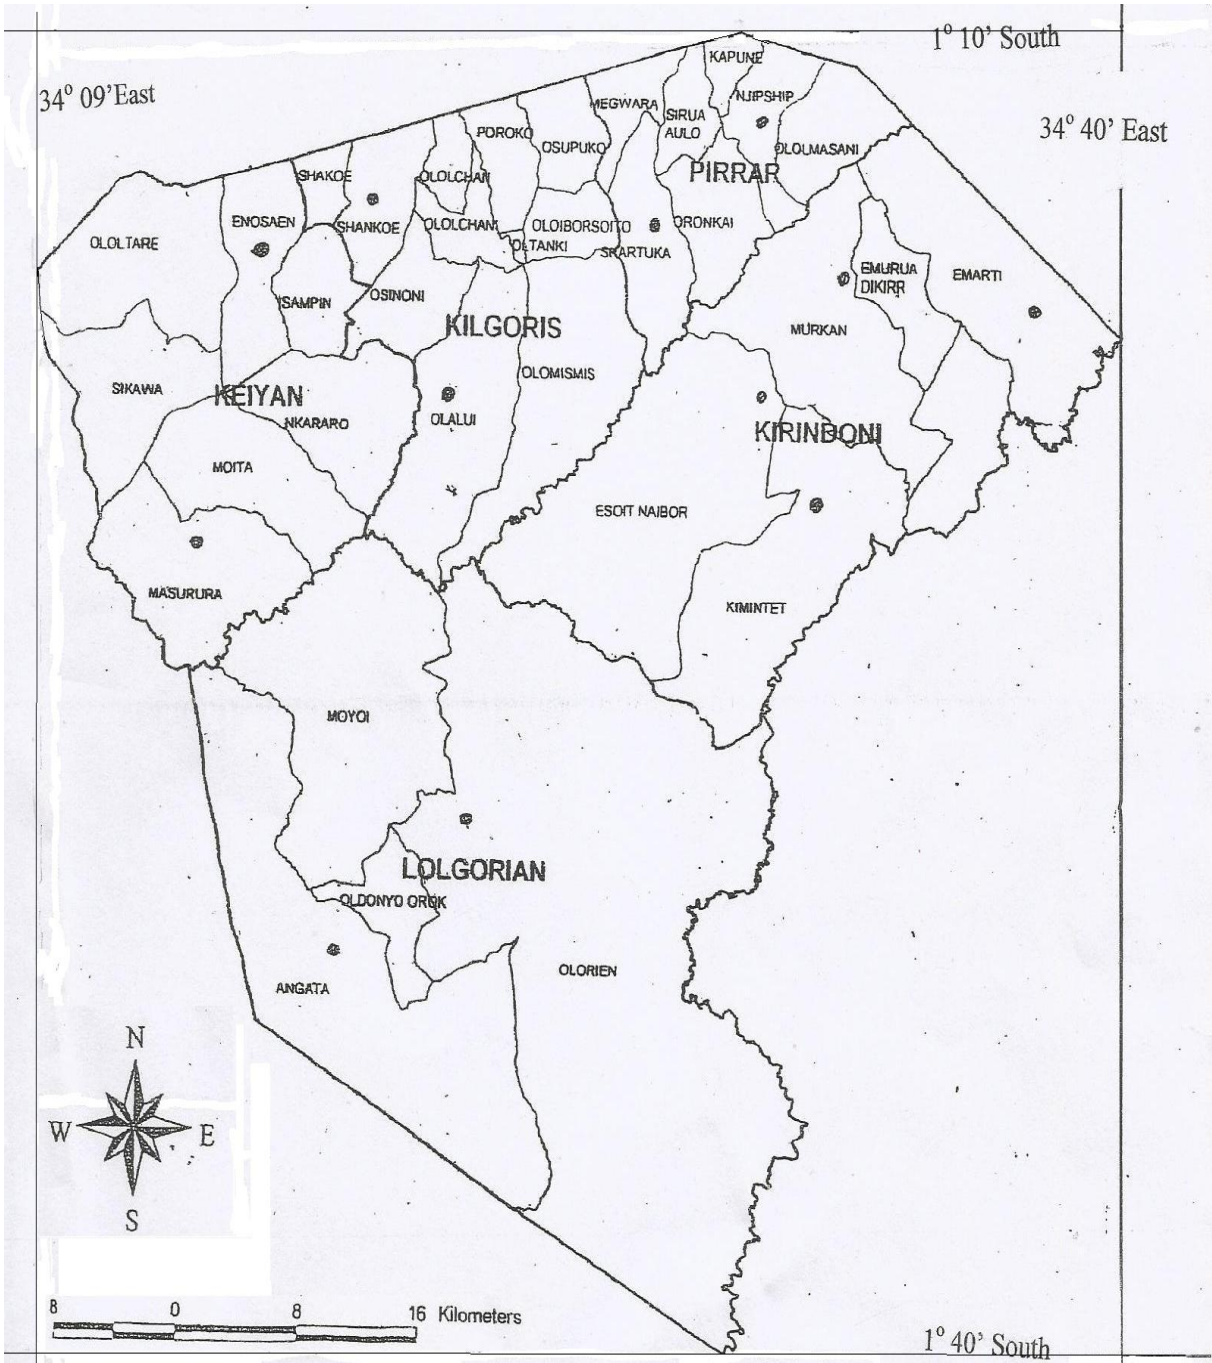 1° 10' South
34° 09'East
34° 40' East
KAPUNE
NJIPSHIP
MEGWARA
SIRUA
AULO
POROKO
OSUPUKO
OLOLMASANI
PIRRAR
SHAKOE
OLOLCHANI
ENOSAEN
SHANKOE
OLOLCHANI
OLOIBORSOITO
ORONKAI
OLTANKI
SKARTUKA
OLOLTARE
EMURUA
DIKIRR
EMARTI
OSINONI
ISAMPIN
KILGORIS
MURKAN
OLOMISMIS
SIKAWA
KEIYAN
NKARARO
OLALUI
KIRINDONI
MOITA
ESOIT NAIBOR
MASURURA
KIMINTET
MOYOI
LOLGORIAN
OLDONYO OROK
OLORIEN
ANGATA
N
W E
S
8 0 8 16 Kilometers
1° 40' South